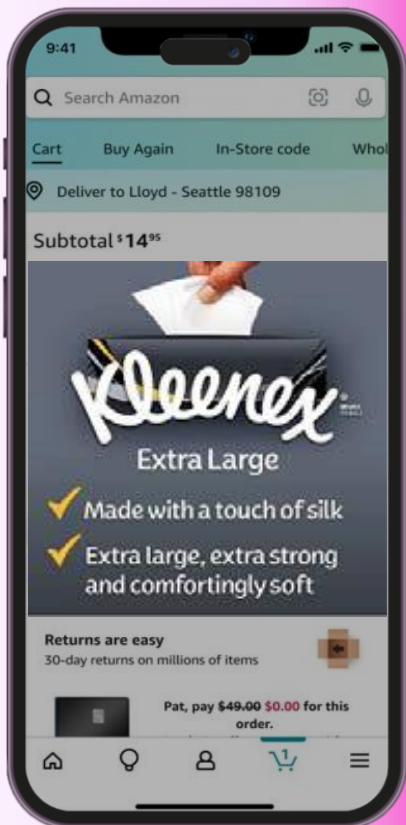 9:41
Search Amazon
Cart Buy Again In-Store code Whol
Deliver to Lloyd - Seattle 98109
Subtotal $14⁹⁵
Kleenex
Extra Large
Made with a touch of silk
Extra large, extra strong
and comfortingly soft
Returns are easy
30-day returns on millions of items
Pat, pay $49.00 $0.00 for this
order.
1